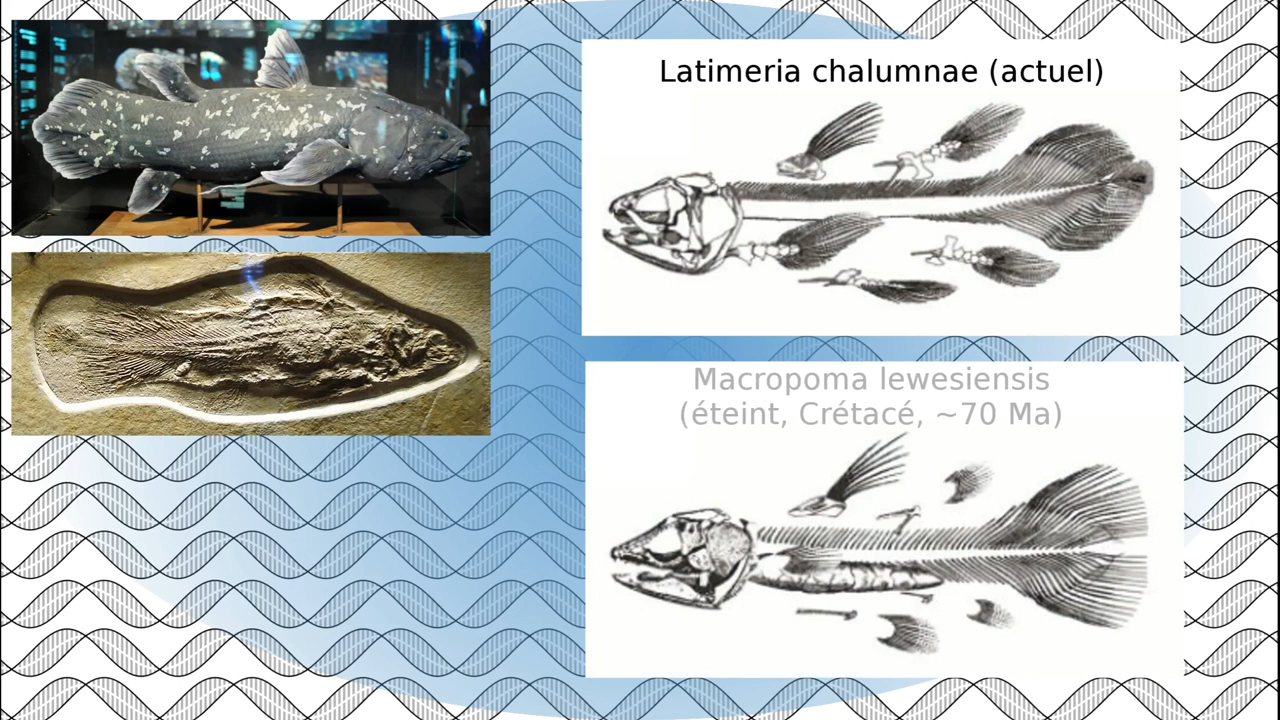 Latimeria chalumnae (actuel)
Macropoma lewesiensis
(éteint, Crétacé, ~70 Ma)